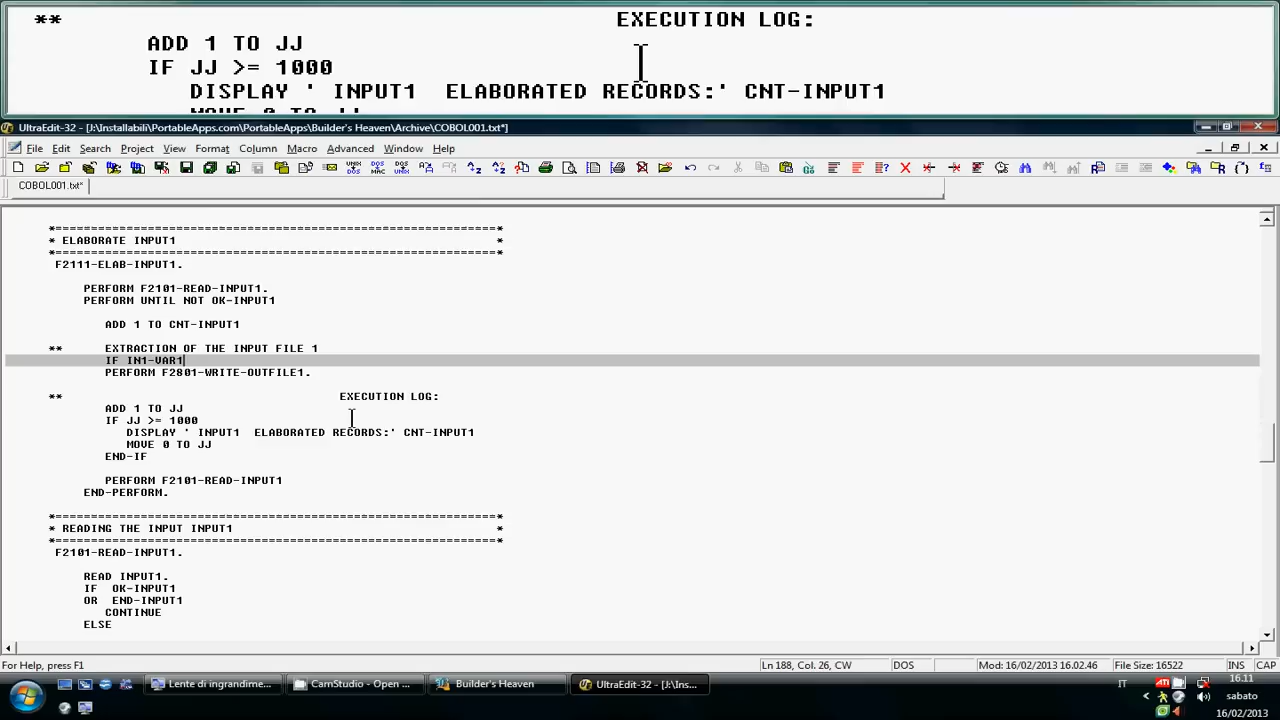 ** EXECUTION LOG:
ADD 1 TO JJ
IF JJ >= 1000
DISPLAY ' INPUT1  ELABORATED RECORDS:' CNT-INPUT1
MOVE 0 TO JJ
UltraEdit-32 - [J:\Installabili\PortableApps.com\PortableApps\Builder's Heaven\Archive\COBOL001.txt*]
File Edit Search Project View Format Column Macro Advanced Window Help
COBOL001.txt*
*===============================================================*
* ELABORATE INPUT1 *
*===============================================================*
F2111-ELAB-INPUT1.
PERFORM F2101-READ-INPUT1.
PERFORM UNTIL NOT OK-INPUT1
ADD 1 TO CNT-INPUT1
** EXTRACTION OF THE INPUT FILE 1
IF IN1-VAR1
PERFORM F2801-WRITE-OUTFILE1.
** EXECUTION LOG:
ADD 1 TO JJ
IF JJ >= 1000
DISPLAY ' INPUT1  ELABORATED RECORDS:' CNT-INPUT1
MOVE 0 TO JJ
END-IF
PERFORM F2101-READ-INPUT1
END-PERFORM.
*===============================================================*
* READING THE INPUT INPUT1 *
*===============================================================*
F2101-READ-INPUT1.
READ INPUT1.
IF  OK-INPUT1
OR  END-INPUT1
CONTINUE
ELSE
For Help, press F1 Ln 188, Col. 26, CW DOS Mod: 16/02/2013 16.02.46 File Size: 16522 INS CAP
Lente di ingrandime... CamStudio - Open ... Builder's Heaven UltraEdit-32 - [J:\Ins... IT 16.11
sabato
16/02/2013